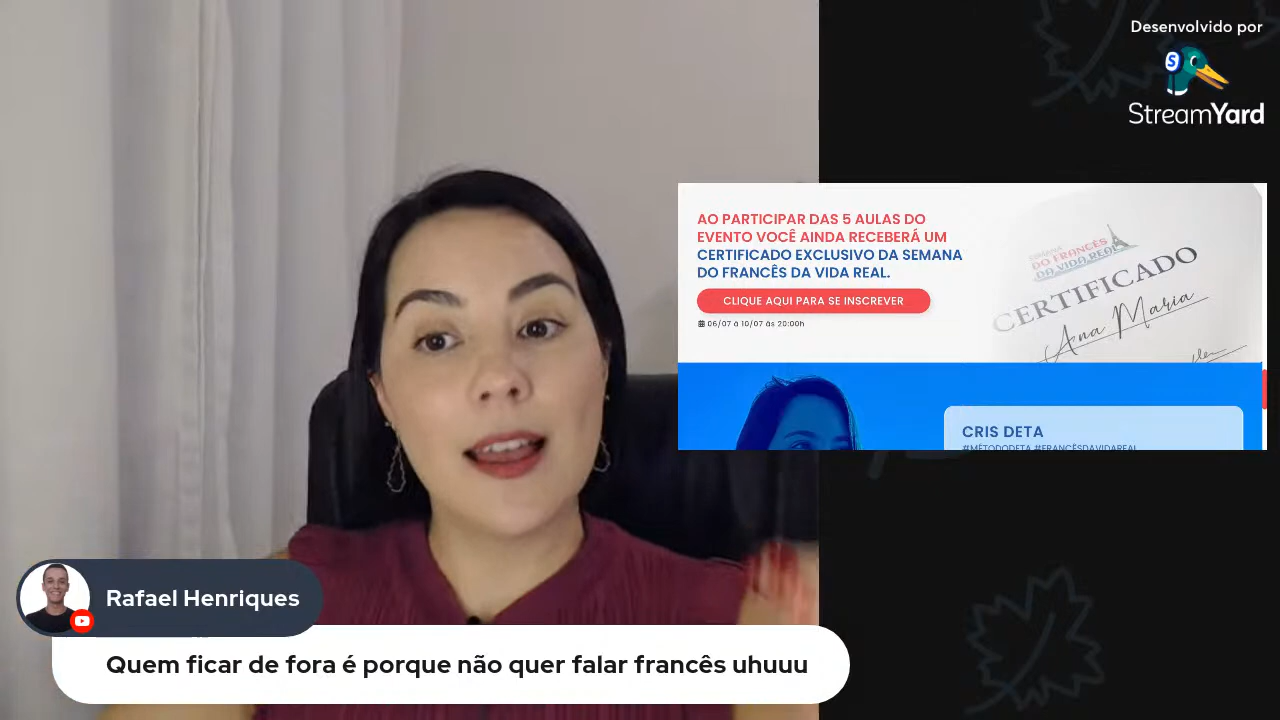 Desenvolvido por
StreamYard
AO PARTICIPAR DAS 5 AULAS DO
EVENTO VOCÊ AINDA RECEBERÁ UM
CERTIFICADO EXCLUSIVO DA SEMANA
DO FRANCÊS DA VIDA REAL.
CLIQUE AQUI PARA SE INSCREVER
06/07 à 10/07 às 20:00h
SEMANA
DO FRANCÊS
DA VIDA REAL
CERTIFICADO
Ana Maria
CRIS DETA
#MÉTODODETA #FRANCÊSDAVIDAREAL
Rafael Henriques
Quem ficar de fora é porque não quer falar francês uhuuu